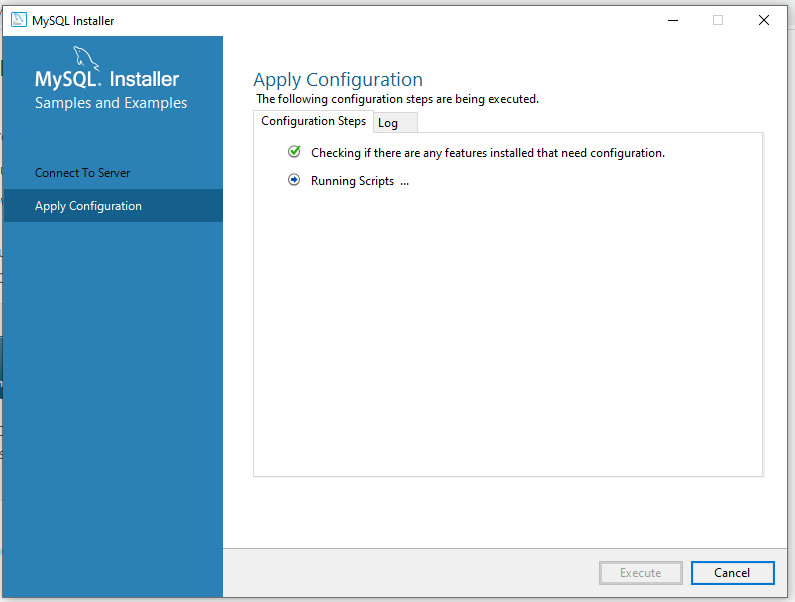 MySQL Installer
MySQL. Installer
Samples and Examples
Connect To Server
Apply Configuration
Apply Configuration
The following configuration steps are being executed.
Configuration Steps Log
Checking if there are any features installed that need configuration.
Running Scripts ...
Execute Cancel